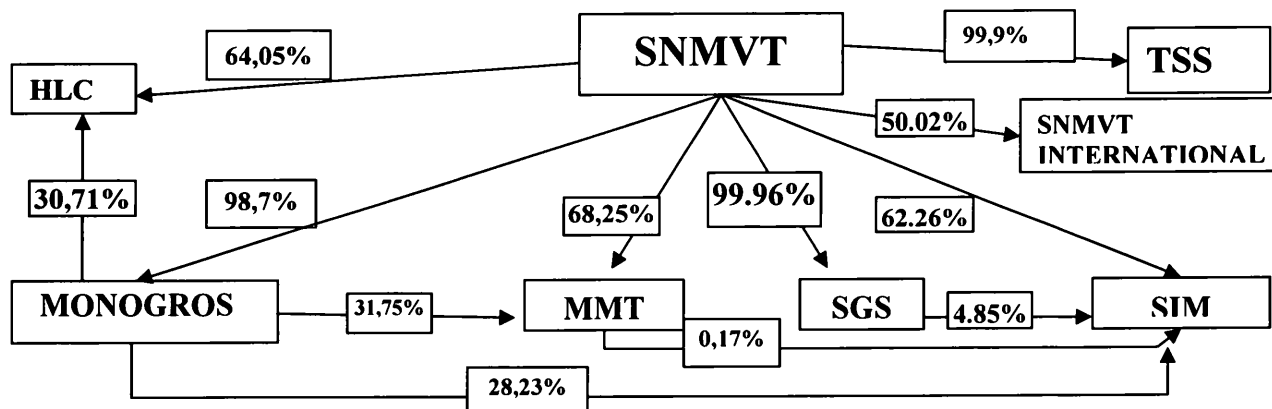 SNMVT
99,9%
TSS
64,05%
HLC
50.02%
SNMVT
INTERNATIONAL
30,71%
98,7%
68,25%
99.96%
62.26%
MONOGROS
31,75%
MMT
SGS
4.85%
SIM
0,17%
28,23%